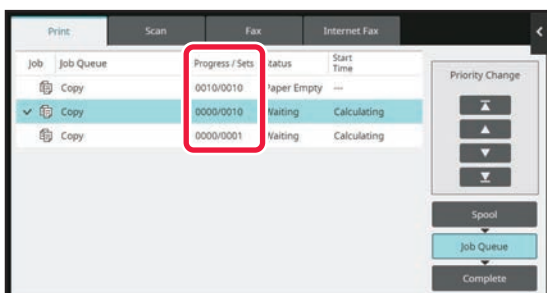 Print Scan Fax Internet Fax
Job Job Queue Progress / Sets tatus Start Time
Copy 0010/0010 Paper Empty ---
Copy 0000/0010 Waiting Calculating
Copy 0000/0001 Waiting Calculating
Priority Change
Spool
Job Queue
Complete